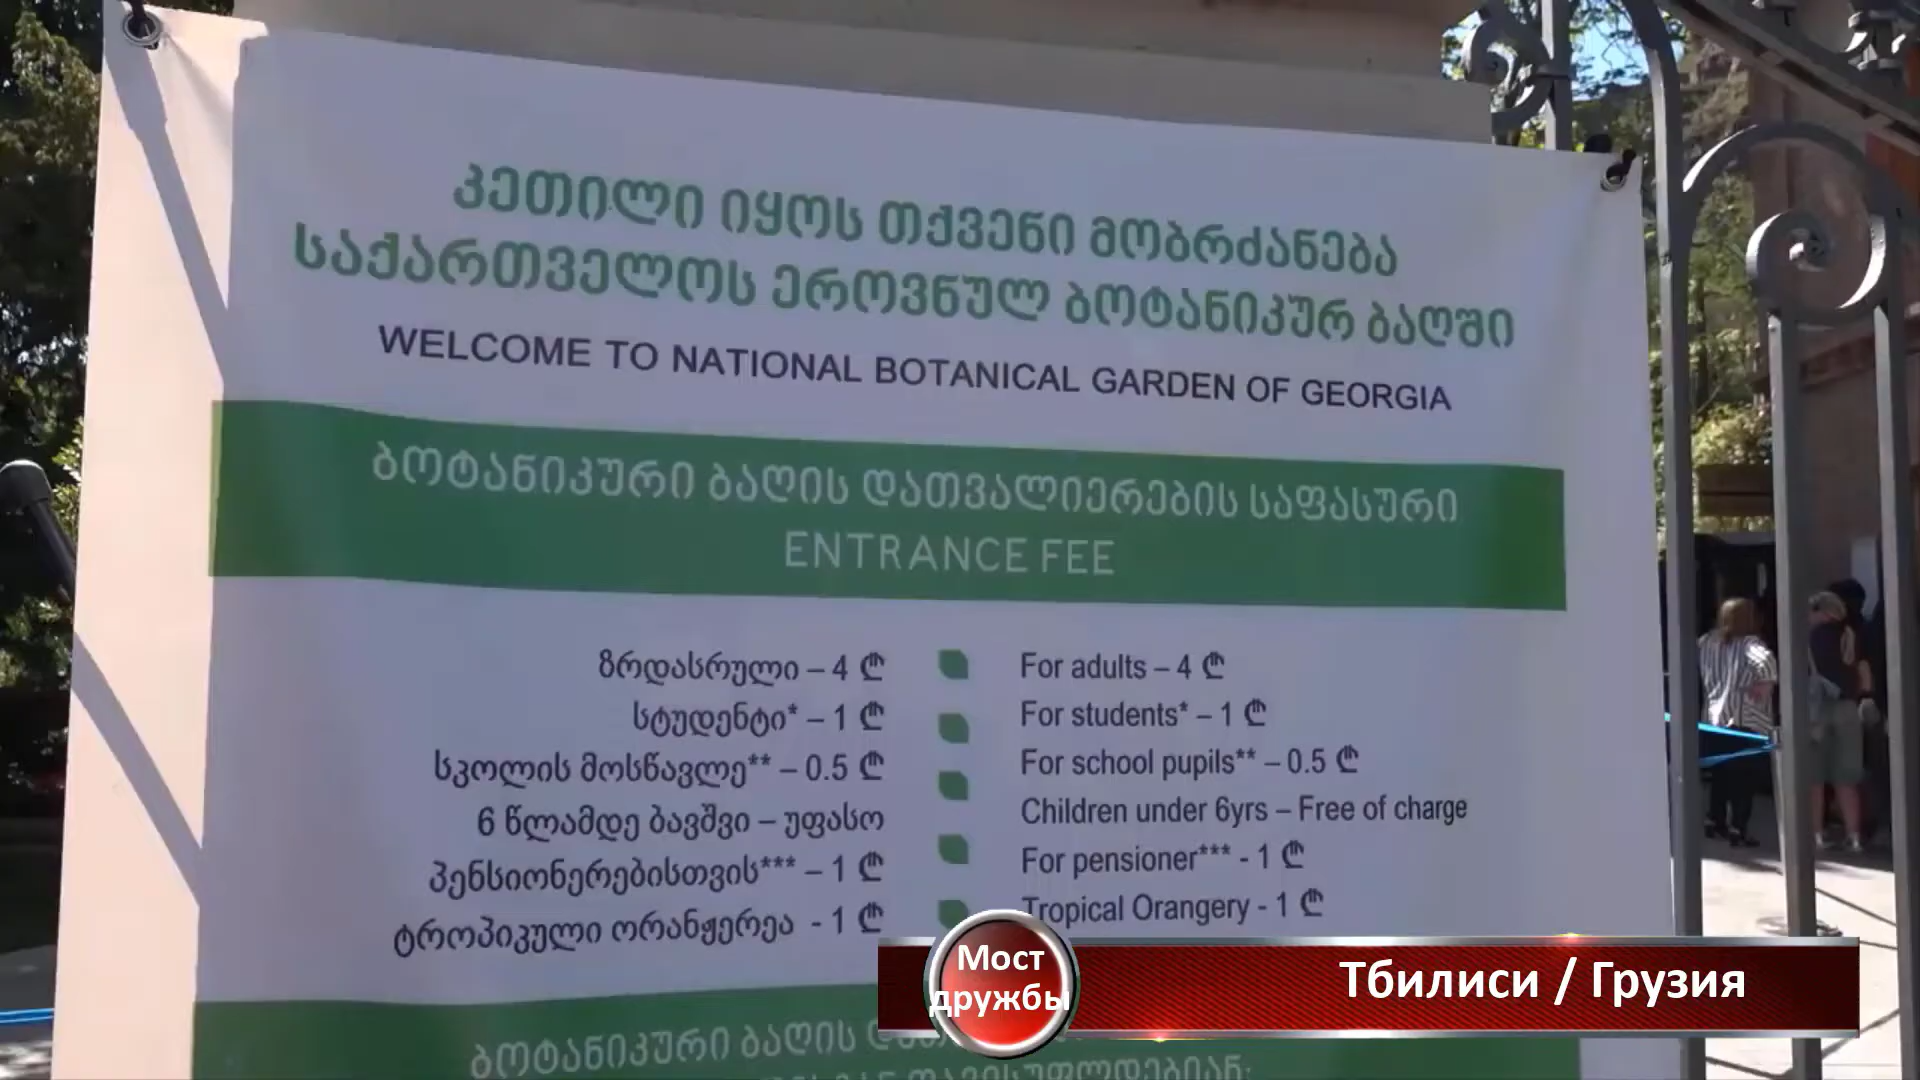 კეთილი იყოს თქვენი მობრძანება
საქართველოს ეროვნულ ბოტანიკურ ბაღში
WELCOME TO NATIONAL BOTANICAL GARDEN OF GEORGIA
ბოტანიკური ბაღის დათვალიერების საფასური
ENTRANCE FEE
ზრდასრული – 4 ₾
სტუდენტი* – 1 ₾
სკოლის მოსწავლე** – 0.5 ₾
6 წლამდე ბავშვი – უფასო
პენსიონერებისთვის*** – 1 ₾
ტროპიკული ორანჟერეა - 1 ₾
For adults – 4 ₾
For students* – 1 ₾
For school pupils** – 0.5 ₾
Children under 6yrs – Free of charge
For pensioner*** - 1 ₾
Tropical Orangery - 1 ₾
ბოტანიკური ბაღის
Мост
дружбы
Тбилиси / Грузия